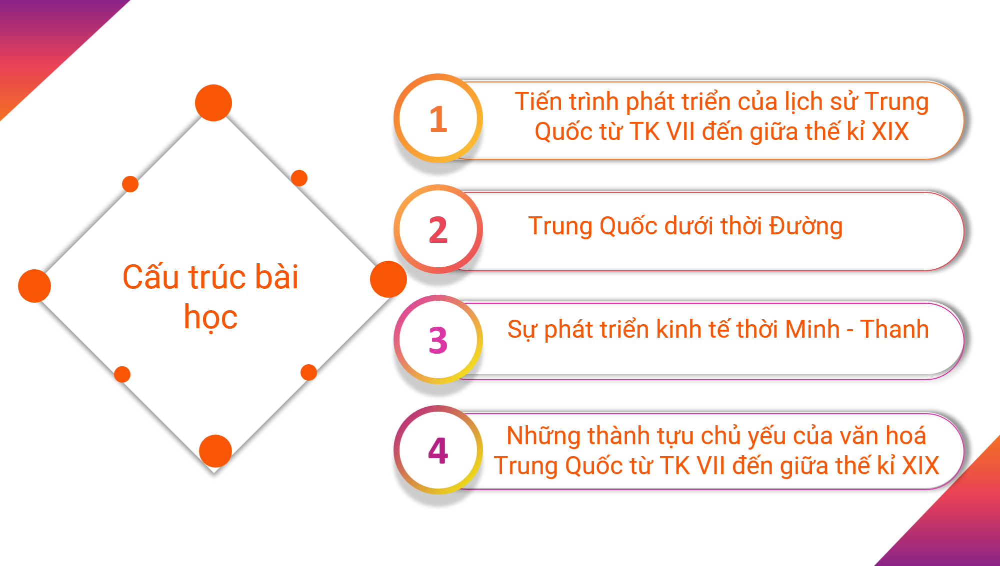 Cấu trúc bài
học
1
Tiến trình phát triển của lịch sử Trung
Quốc từ TK VII đến giữa thế kỉ XIX
2
Trung Quốc dưới thời Đường
3
Sự phát triển kinh tế thời Minh - Thanh
4
Những thành tựu chủ yếu của văn hoá
Trung Quốc từ TK VII đến giữa thế kỉ XIX